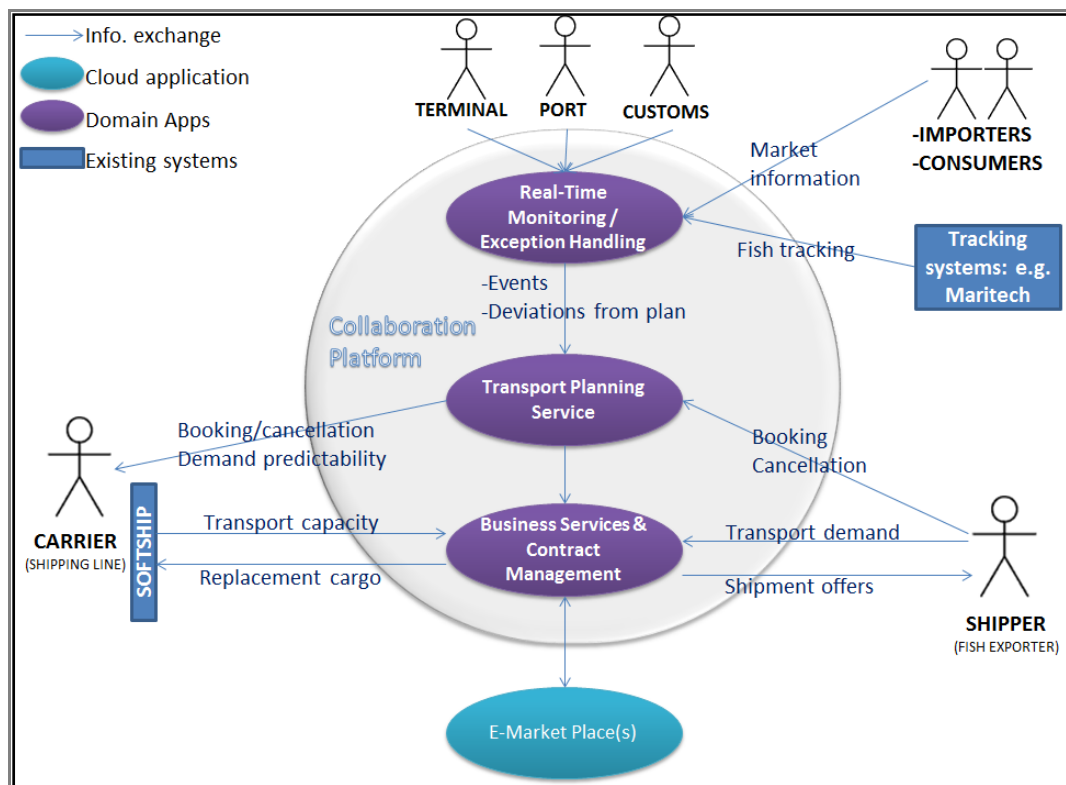 Info. exchange
Cloud application
Domain Apps
Existing systems
TERMINAL
PORT
CUSTOMS
-IMPORTERS
-CONSUMERS
Market
information
Real-Time
Monitoring /
Exception Handling
Fish tracking
Tracking
systems: e.g.
Maritech
-Events
-Deviations from plan
Collaboration
Platform
Transport Planning
Service
Booking/cancellation
Demand predictability
Booking
Cancellation
CARRIER
(SHIPPING LINE)
SOFTSHIP
Transport capacity
Replacement cargo
Business Services &
Contract
Management
Transport demand
Shipment offers
SHIPPER
(FISH EXPORTER)
E-Market Place(s)